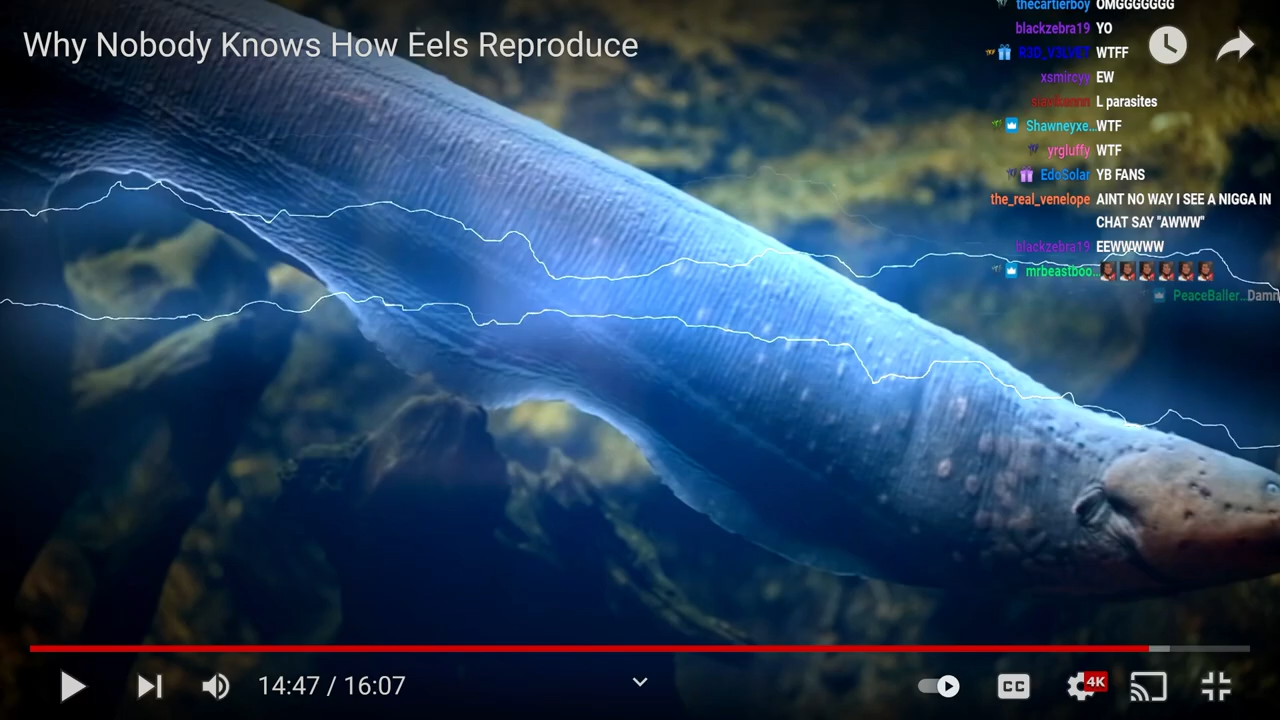 Why Nobody Knows How Eels Reproduce
thecartierboy OMGGGGGGG
blackzebra19 YO
R3D_V3LVET WTFF
xsmircyy EW
L parasites
Shawneyxe... WTF
yrgluffy WTF
EdoSolar YB FANS
the_real_venelope AINT NO WAY I SEE A NIGGA IN
CHAT SAY "AWWW"
blackzebra19 EEWWWWW
mrbeastboo...
PeaceBaller... Damn
14:47 / 16:07
CC
4K